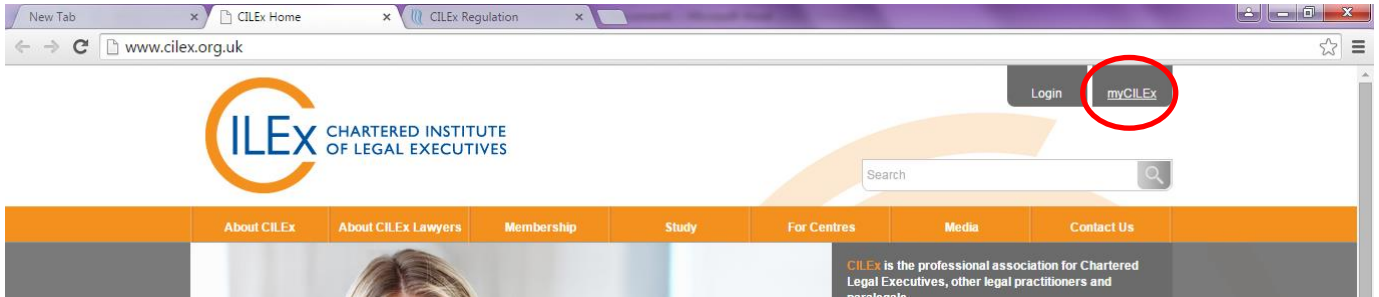 New Tab
CILEx Home
CILEx Regulation
www.cilex.org.uk
Login
myCILEx
CILEx
CHARTERED INSTITUTE
OF LEGAL EXECUTIVES
Search
About CILEx
About CILEx Lawyers
Membership
Study
For Centres
Media
Contact Us
CILEx is the professional association for Chartered
Legal Executives, other legal practitioners and
paralegals